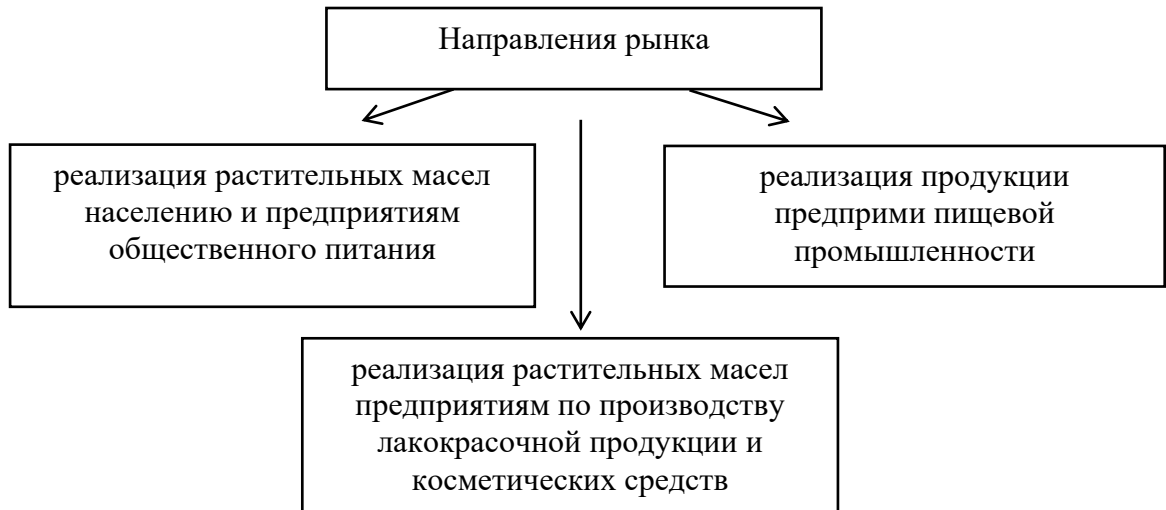 Направления рынка
реализация растительных масел
населению и предприятиям
общественного питания
реализация продукции
предприми пищевой
промышленности
реализация растительных масел
предприятиям по производству
лакокрасочной продукции и
косметических средств